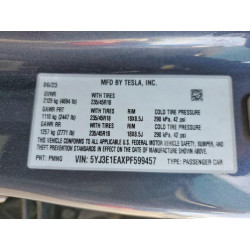 MFD BY TESLA, INC.
06/23
GVWR WITH TIRES
2129 kg (4694 LB) 235/45R18
GAWR FRT WITH TIRES RIM COLD TIRE PRESSURE
1110 kg (2447 LB) 235/45R18 18X8.5J 290 kPa, 42 psi
GAWR RR WITH TIRES RIM COLD TIRE PRESSURE
1257 kg (2771 LB) 235/45R18 18X8.5J 290 kPa, 42 psi
THIS VEHICLE CONFORMS TO ALL APPLICABLE U.S. FEDERAL MOTOR VEHICLE SAFETY,
BUMPER, AND THEFT PREVENTION STANDARDS IN EFFECT ON THE DATE OF
MANUFACTURE SHOWN ABOVE.
VIN: 5YJ3E1EAXPF599457
PNT: PMNG TYPE: PASSENGER CAR